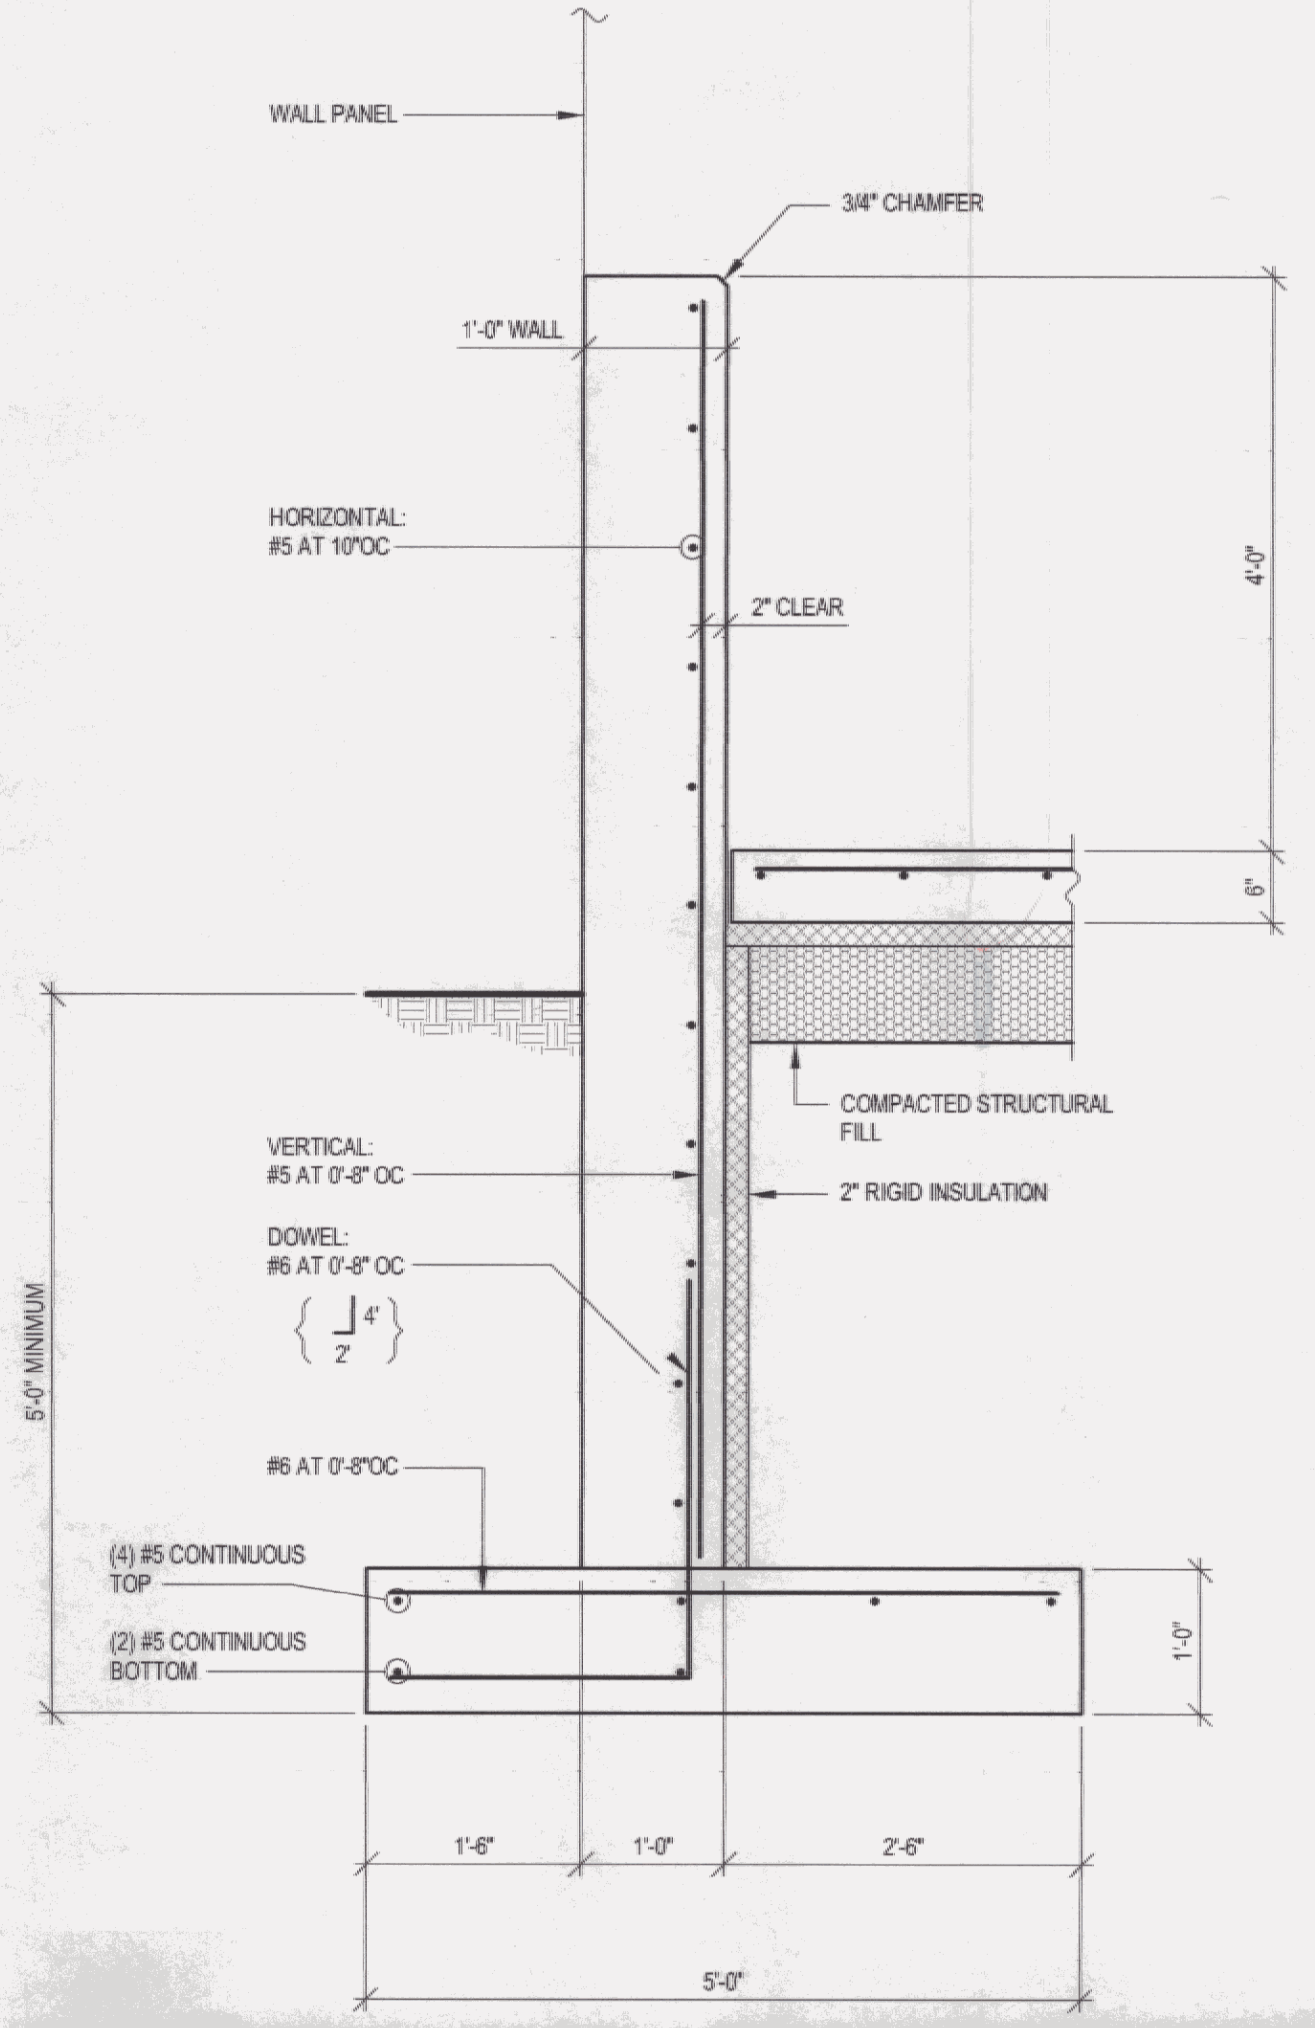 WALL PANEL
3/4" CHAMFER
1'-0" WALL
HORIZONTAL:
#5 AT 10"OC
4'-0"
2" CLEAR
6"
COMPACTED STRUCTURAL
FILL
VERTICAL:
#5 AT 0'-8" OC
2" RIGID INSULATION
DOWEL:
#6 AT 0'-8" OC
4'
2'
5'-0" MINIMUM
#6 AT 0'-8"OC
(4) #5 CONTINUOUS
TOP
(2) #5 CONTINUOUS
BOTTOM
1'-0"
1'-6"
1'-0"
2'-6"
5'-0"